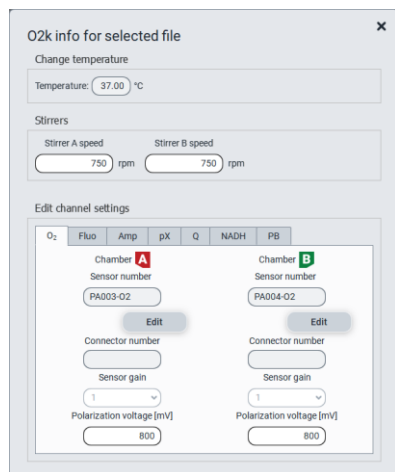 O2k info for selected file
Change temperature
Temperature: 37.00 °C
Stirrers
Stirrer A speed Stirrer B speed
750 rpm 750 rpm
Edit channel settings
O₂ Fluo Amp pX Q NADH PB
Chamber A Chamber B
Sensor number Sensor number
PA003-O2 PA004-O2
Edit Edit
Connector number Connector number
Sensor gain Sensor gain
1 1
Polarization voltage [mV] Polarization voltage [mV]
800 800